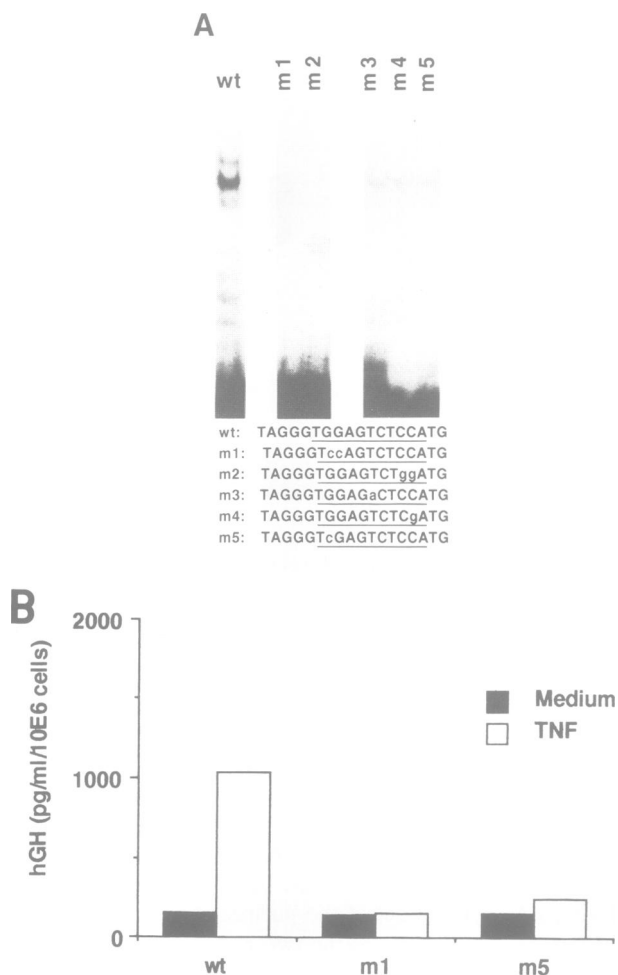 A
wt m1 m2 m3 m4 m5
wt: TAGGGTGGAGTCTCCATG
m1: TAGGGTccAGTCTCCATG
m2: TAGGGTGGAGTCTggATG
m3: TAGGGTGGAGaCTCCATG
m4: TAGGGTGGAGTCTCgATG
m5: TAGGGTcGAGTCTCCATG
B
hGH (pg/ml/10E6 cells)
2000
1000
0
Medium
TNF
wt m1 m5